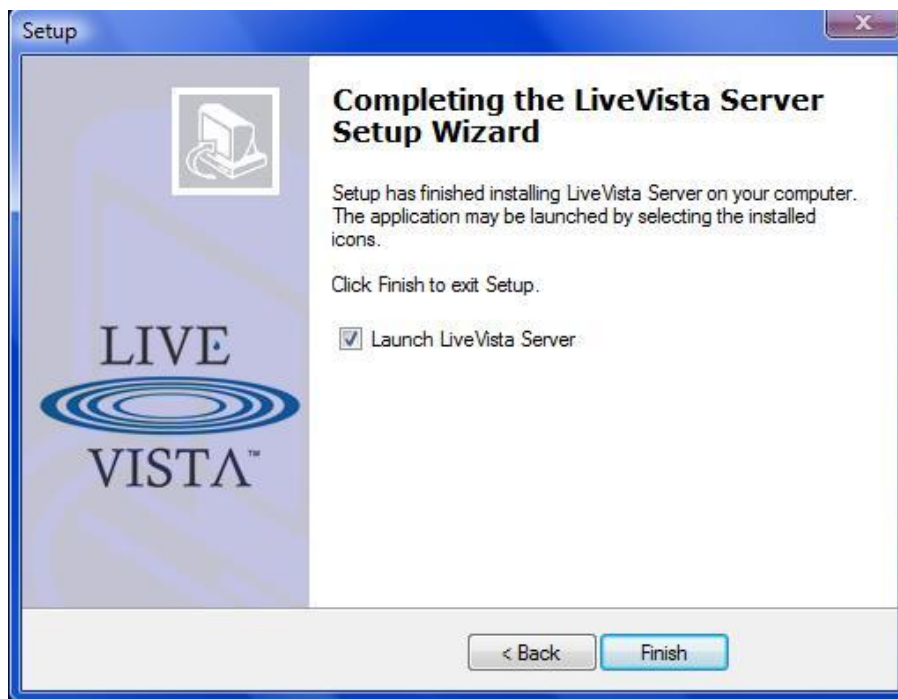 Setup
Completing the LiveVista Server
Setup Wizard
Setup has finished installing LiveVista Server on your computer.
The application may be launched by selecting the installed
icons.
Click Finish to exit Setup.
Launch LiveVista Server
LIVE
VISTA™
< Back
Finish